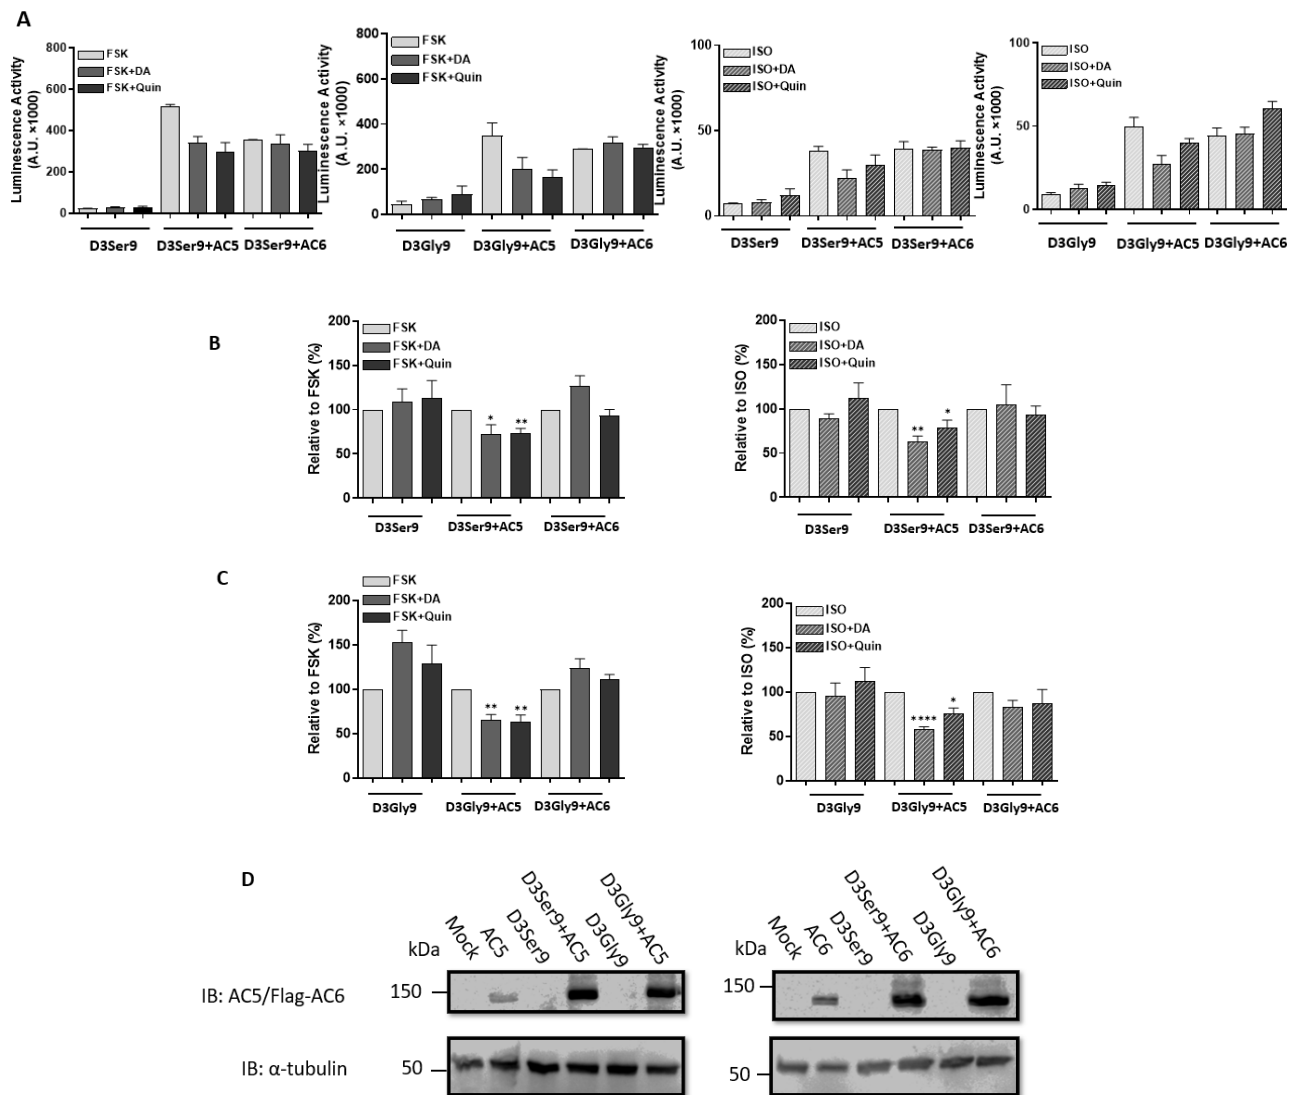 A
Luminescence Activity
(A.U. ×1000)
800
600
400
200
0
FSK
FSK+DA
FSK+Quin
D3Ser9
D3Ser9+AC5
D3Ser9+AC6
Luminescence Activity
(A.U. ×1000)
800
600
400
200
0
FSK
FSK+DA
FSK+Quin
D3Gly9
D3Gly9+AC5
D3Gly9+AC6
Luminescence Activity
(A.U. ×1000)
100
50
0
ISO
ISO+DA
ISO+Quin
D3Ser9
D3Ser9+AC5
D3Ser9+AC6
Luminescence Activity
(A.U. ×1000)
100
50
0
ISO
ISO+DA
ISO+Quin
D3Gly9
D3Gly9+AC5
D3Gly9+AC6
B
Relative to FSK (%)
200
150
100
50
0
FSK
FSK+DA
FSK+Quin
*
**
D3Ser9
D3Ser9+AC5
D3Ser9+AC6
Relative to ISO (%)
200
150
100
50
0
ISO
ISO+DA
ISO+Quin
**
*
D3Ser9
D3Ser9+AC5
D3Ser9+AC6
C
Relative to FSK (%)
200
150
100
50
0
FSK
FSK+DA
FSK+Quin
**
**
D3Gly9
D3Gly9+AC5
D3Gly9+AC6
Relative to ISO (%)
200
150
100
50
0
ISO
ISO+DA
ISO+Quin
****
*
D3Gly9
D3Gly9+AC5
D3Gly9+AC6
D
kDa
Mock
AC5
D3Ser9
D3Ser9+AC5
D3Gly9
D3Gly9+AC5
kDa
Mock
AC6
D3Ser9
D3Ser9+AC6
D3Gly9
D3Gly9+AC6
IB: AC5/Flag-AC6
150
150
IB: α-tubulin
50
50